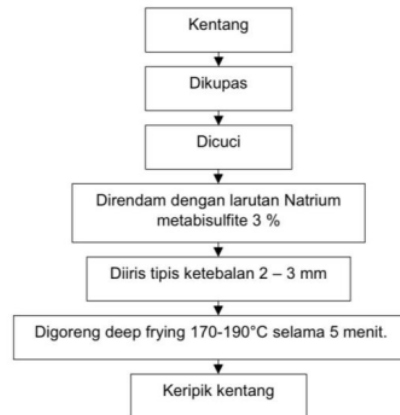 Kentang
Dikupas
Dicuci
Direndam dengan larutan Natrium
metabisulfite 3 %
Diiris tipis ketebalan 2 – 3 mm
Digoreng deep frying 170-190°C selama 5 menit.
Keripik kentang